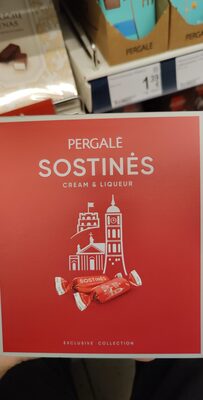 PERGALĖ
1.39
PERGALĖ
SOSTINĖS
CREAM & LIQUEUR
SOSTINĖS
EXCLUSIVE COLLECTION